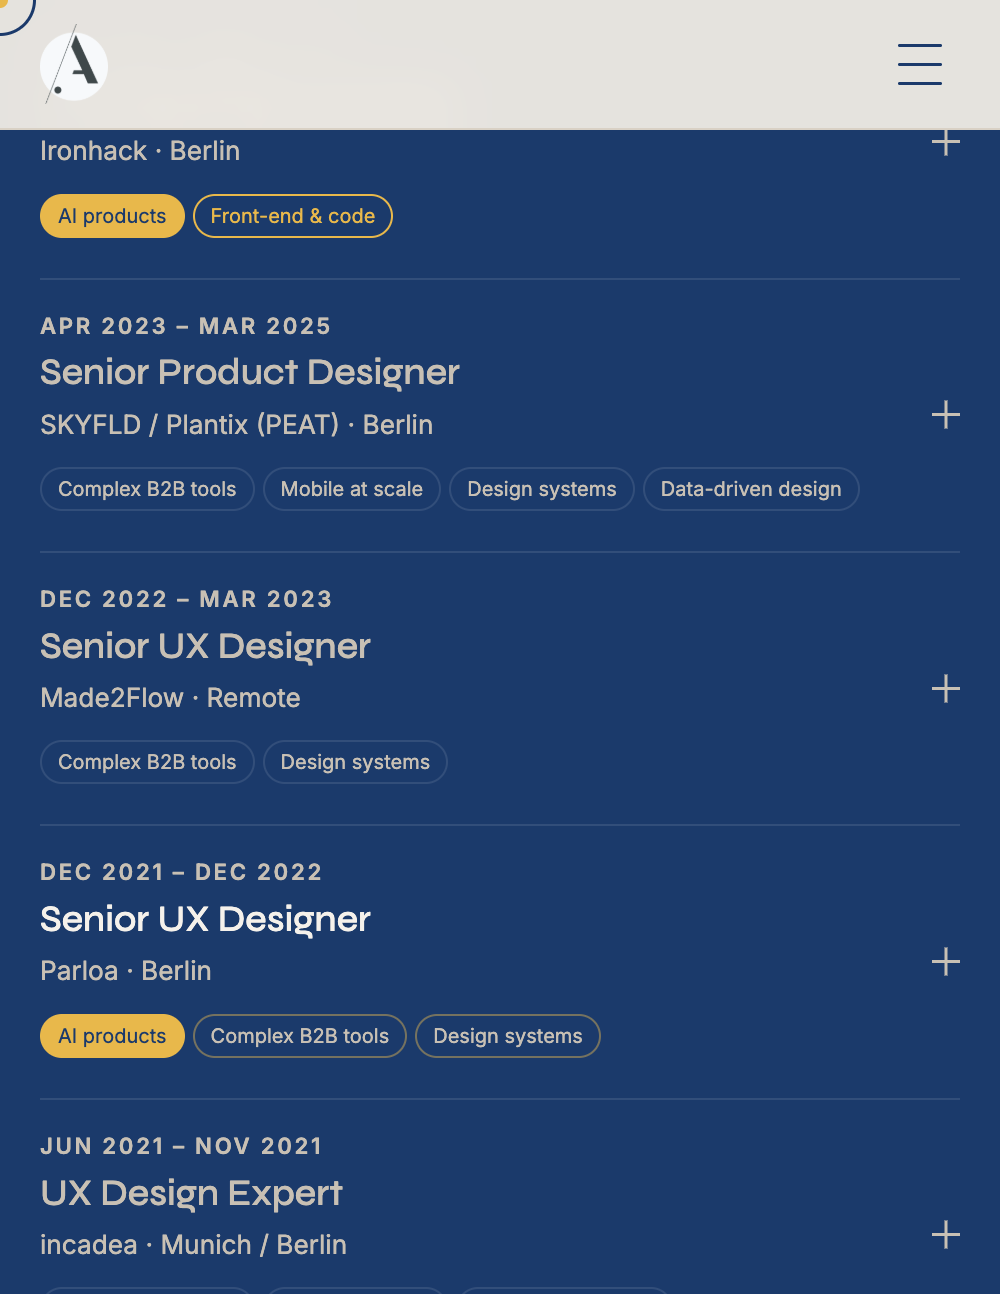 A
Ironhack · Berlin
AI products Front-end & code
APR 2023 – MAR 2025
Senior Product Designer
SKYFLD / Plantix (PEAT) · Berlin
Complex B2B tools Mobile at scale Design systems Data-driven design
DEC 2022 – MAR 2023
Senior UX Designer
Made2Flow · Remote
Complex B2B tools Design systems
DEC 2021 – DEC 2022
Senior UX Designer
Parloa · Berlin
AI products Complex B2B tools Design systems
JUN 2021 – NOV 2021
UX Design Expert
incadea · Munich / Berlin